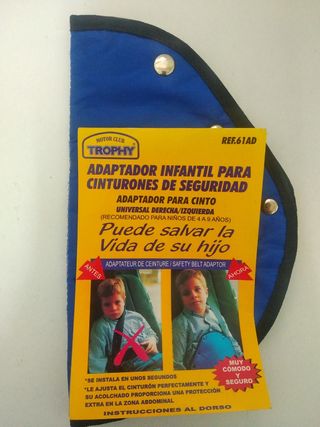 MOTOR CLUB
TROPHY
REF.61AD
ADAPTADOR INFANTIL PARA
CINTURONES DE SEGURIDAD
ADAPTADOR PARA CINTO
UNIVERSAL DERECHA/IZQUIERDA
(RECOMENDADO PARA NIÑOS DE 4 A 9 AÑOS)
Puede salvar la
Vida de su hijo
ADAPTATEUR DE CEINTURE / SAFETY BELT ADAPTOR
ANTES
AHORA
*SE INSTALA EN UNOS SEGUNDOS
*LE AJUSTA EL CINTURÓN PERFECTAMENTE Y
SU ACOLCHADO PROPORCIONA UNA PROTECCIÓN
EXTRA EN LA ZONA ABDOMINAL
MUY
CÓMODO Y
SEGURO
INSTRUCCIONES AL DORSO